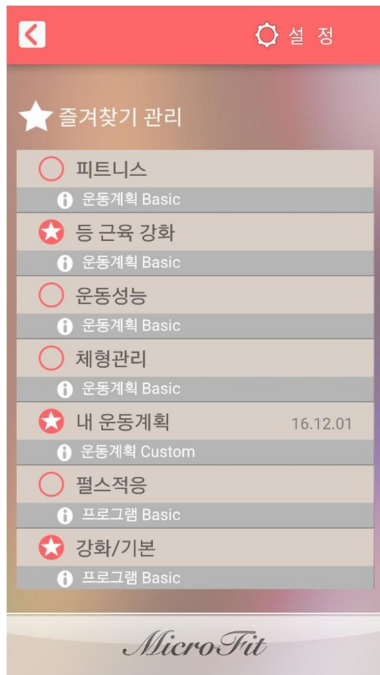 설 정
즐겨찾기 관리
피트니스
운동계획 Basic
등 근육 강화
운동계획 Basic
운동성능
운동계획 Basic
체형관리
운동계획 Basic
내 운동계획 16.12.01
운동계획 Custom
펄스적응
프로그램 Basic
강화/기본
프로그램 Basic
MicroFit